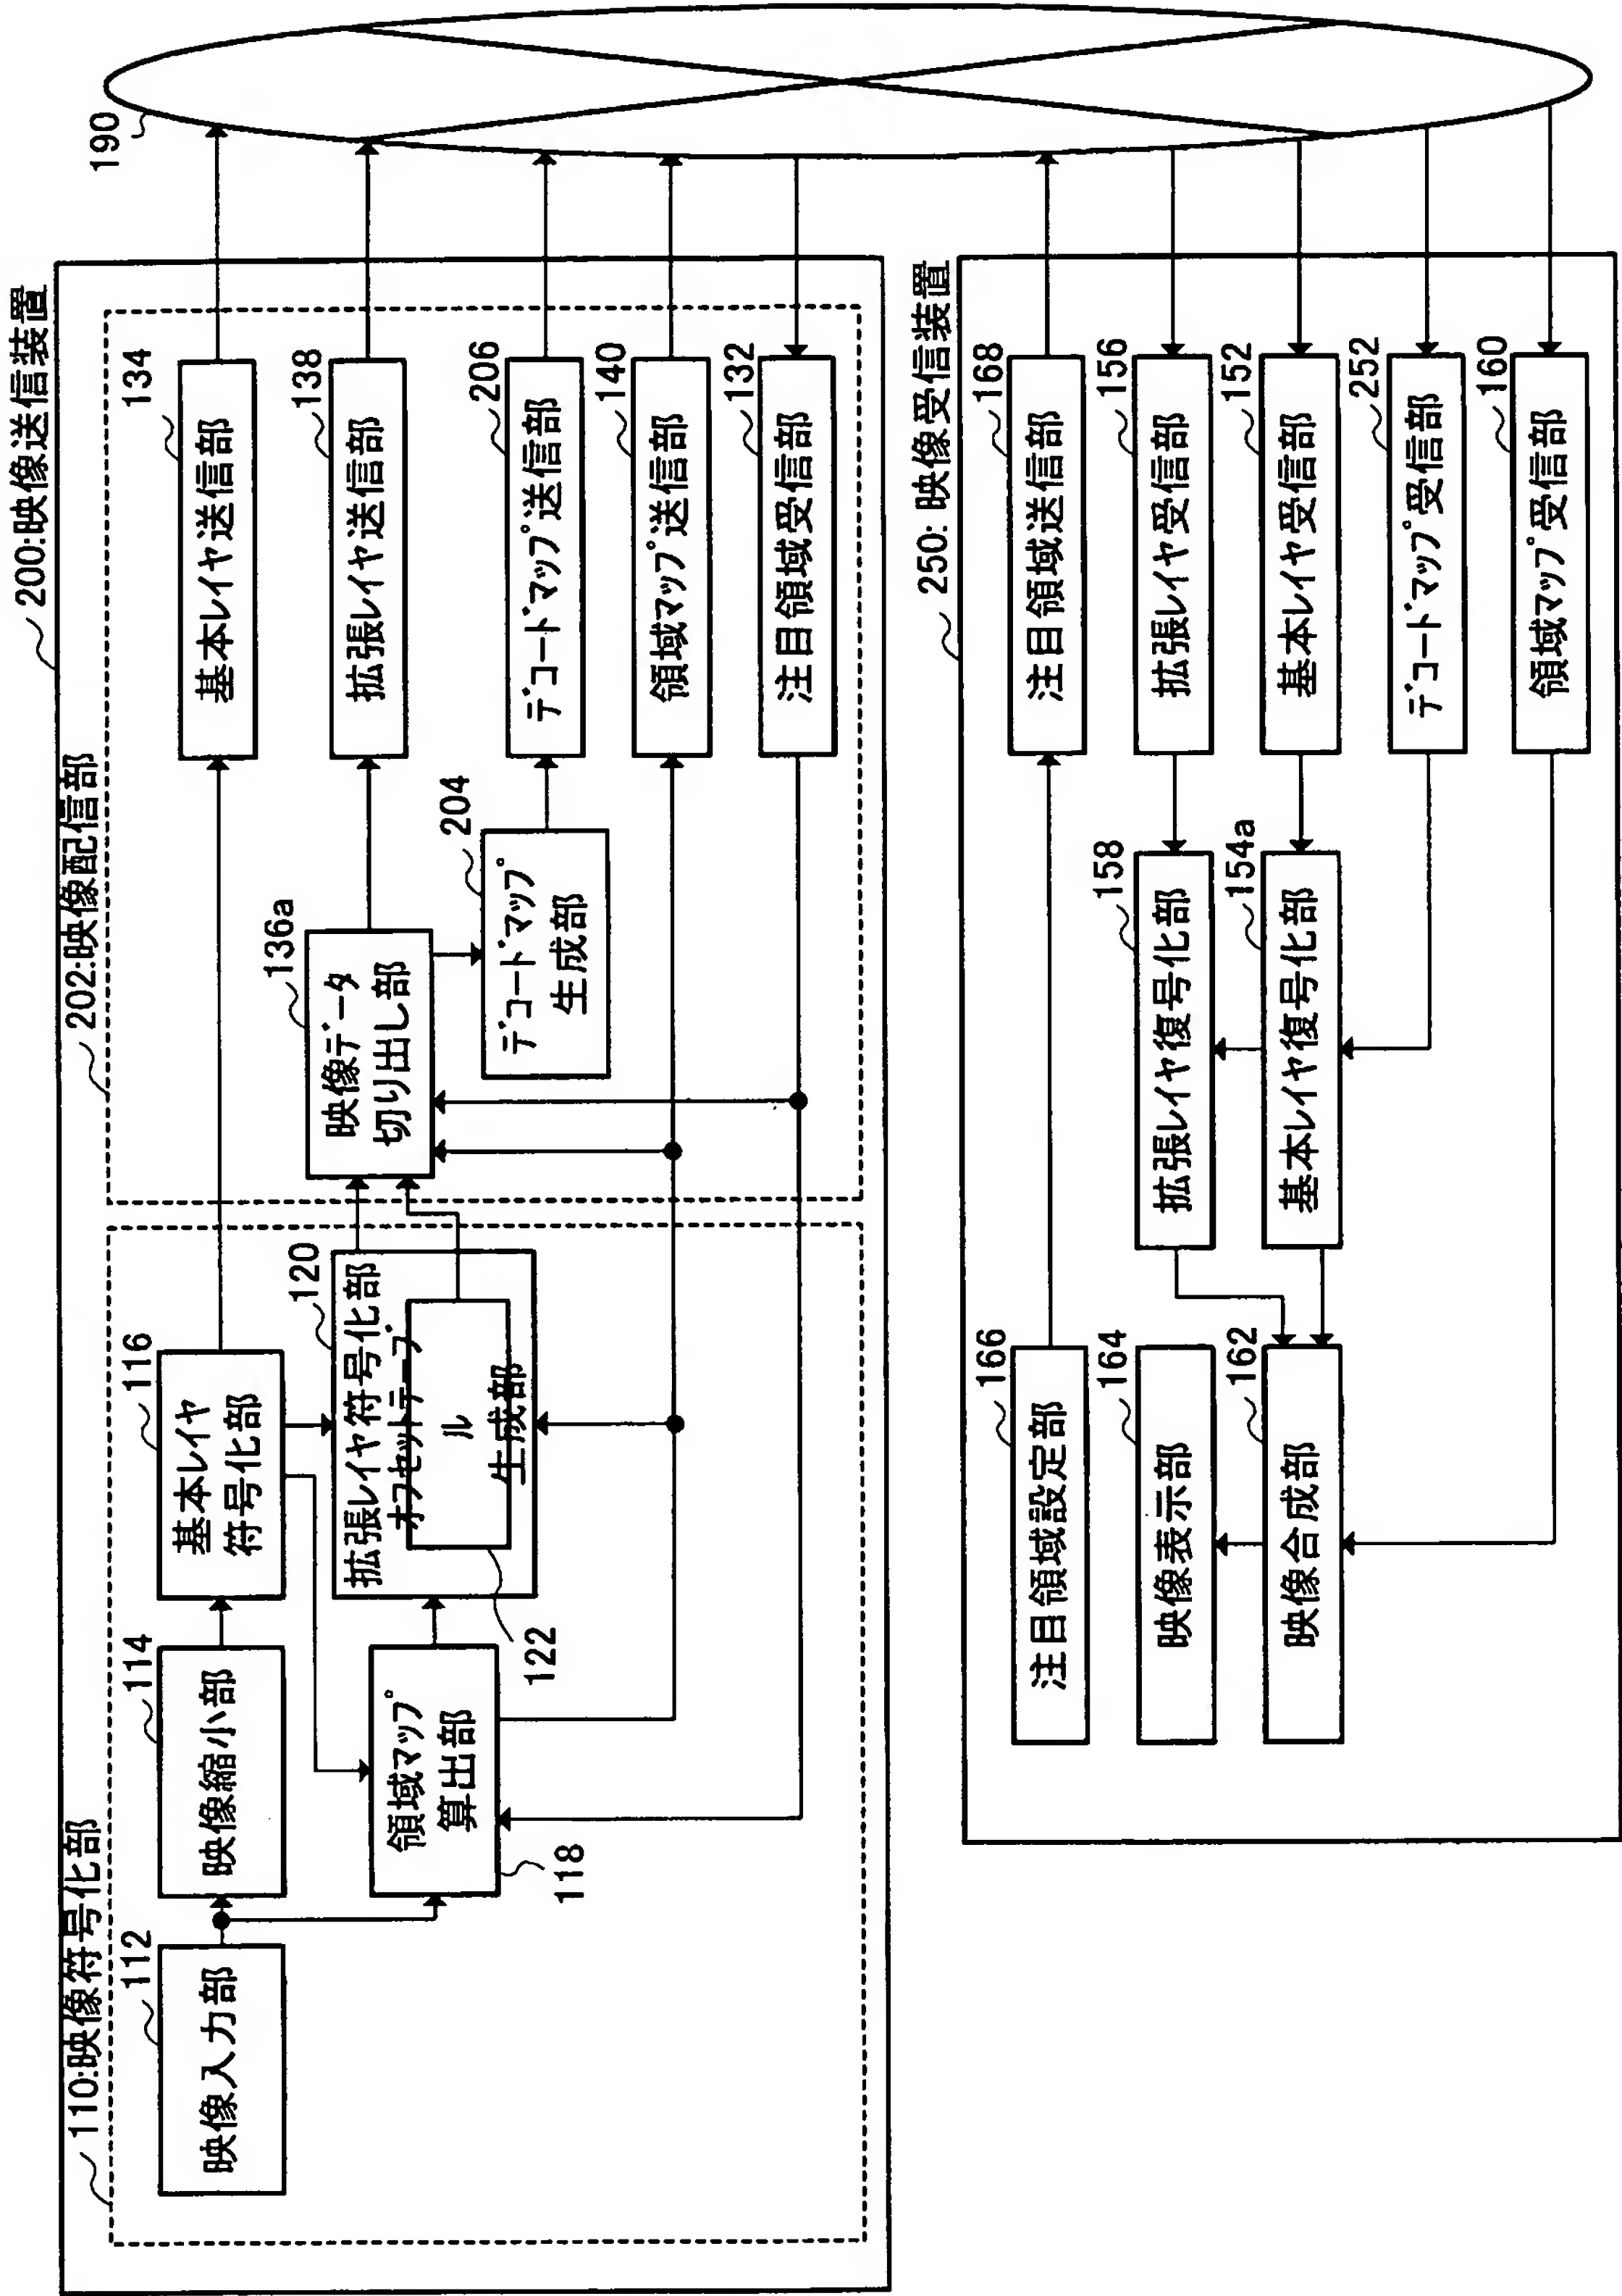 200:映像送信装置
110:映像符号化部
112
映像入力部
114
映像縮小部
116
基本レイヤ
符号化部
118
領域マップ
算出部
120
拡張レイヤ符号化部
オフセットテーブ
ル
生成部
122
202:映像配信部
134
基本レイヤ送信部
136a
映像データ
切り出し部
138
拡張レイヤ送信部
204
デコードマップ
生成部
206
デコードマップ送信部
140
領域マップ送信部
132
注目領域受信部
190
250:映像受信装置
166
注目領域設定部
168
注目領域送信部
164
映像表示部
158
拡張レイヤ復号化部
156
拡張レイヤ受信部
162
映像合成部
154a
基本レイヤ復号化部
152
基本レイヤ受信部
252
デコードマップ受信部
160
領域マップ受信部